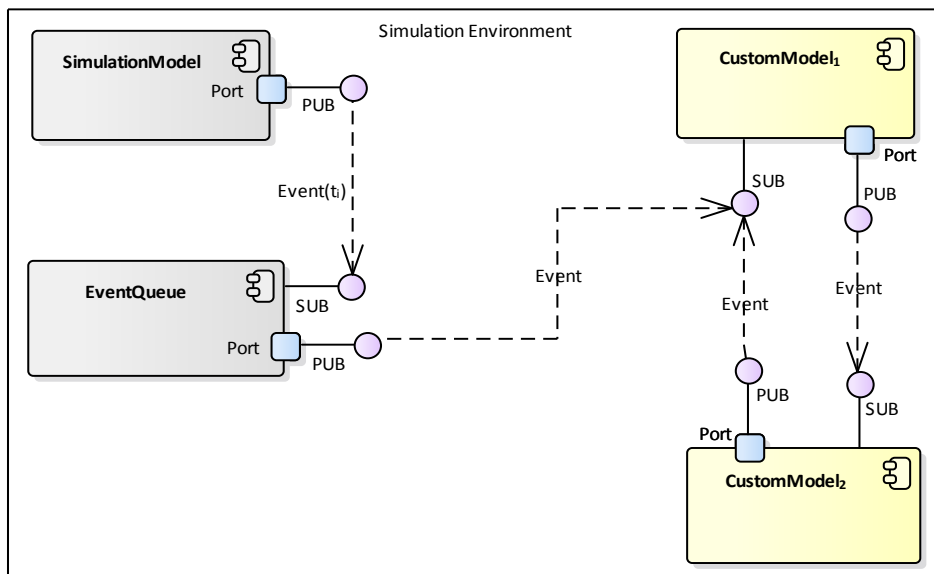 Simulation Environment
SimulationModel
Port
PUB
Event(tᵢ)
EventQueue
SUB
Port
PUB
Event
CustomModel₁
Port
SUB
PUB
Event
Event
PUB
SUB
Port
CustomModel₂